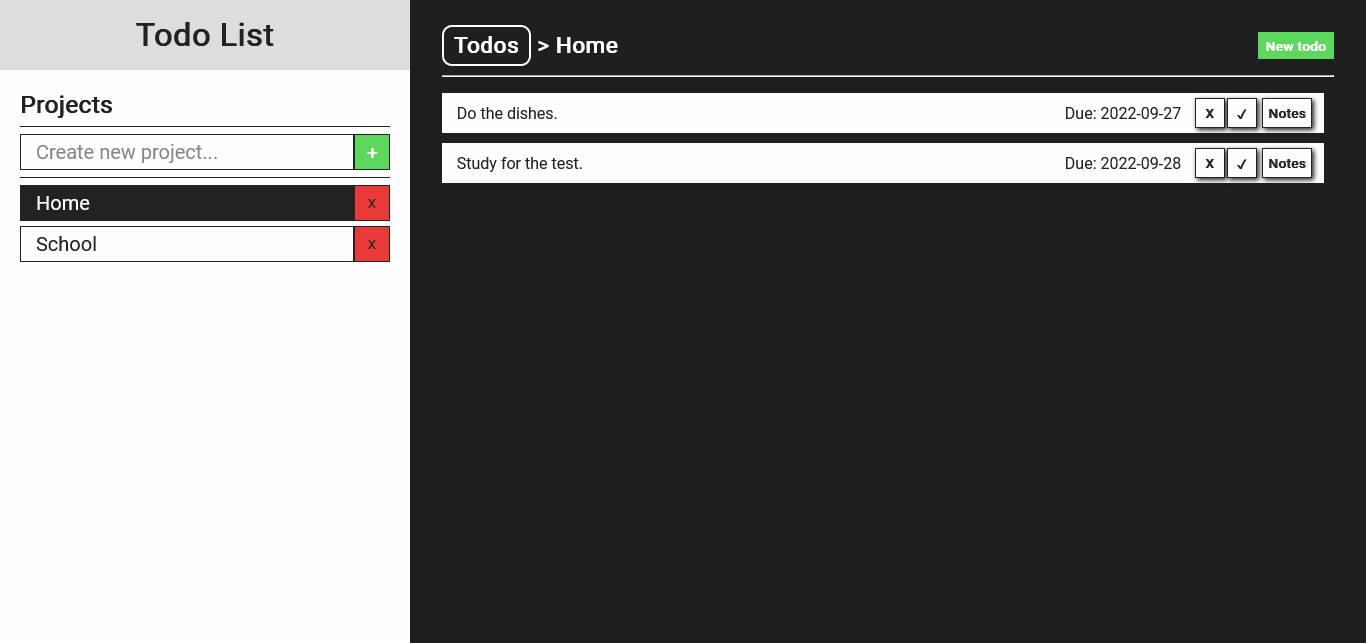 Todo List
Projects
Create new project...
+
Home
x
School
x
Todos > Home
New todo
Do the dishes.
Due: 2022-09-27
X
✓
Notes
Study for the test.
Due: 2022-09-28
X
✓
Notes